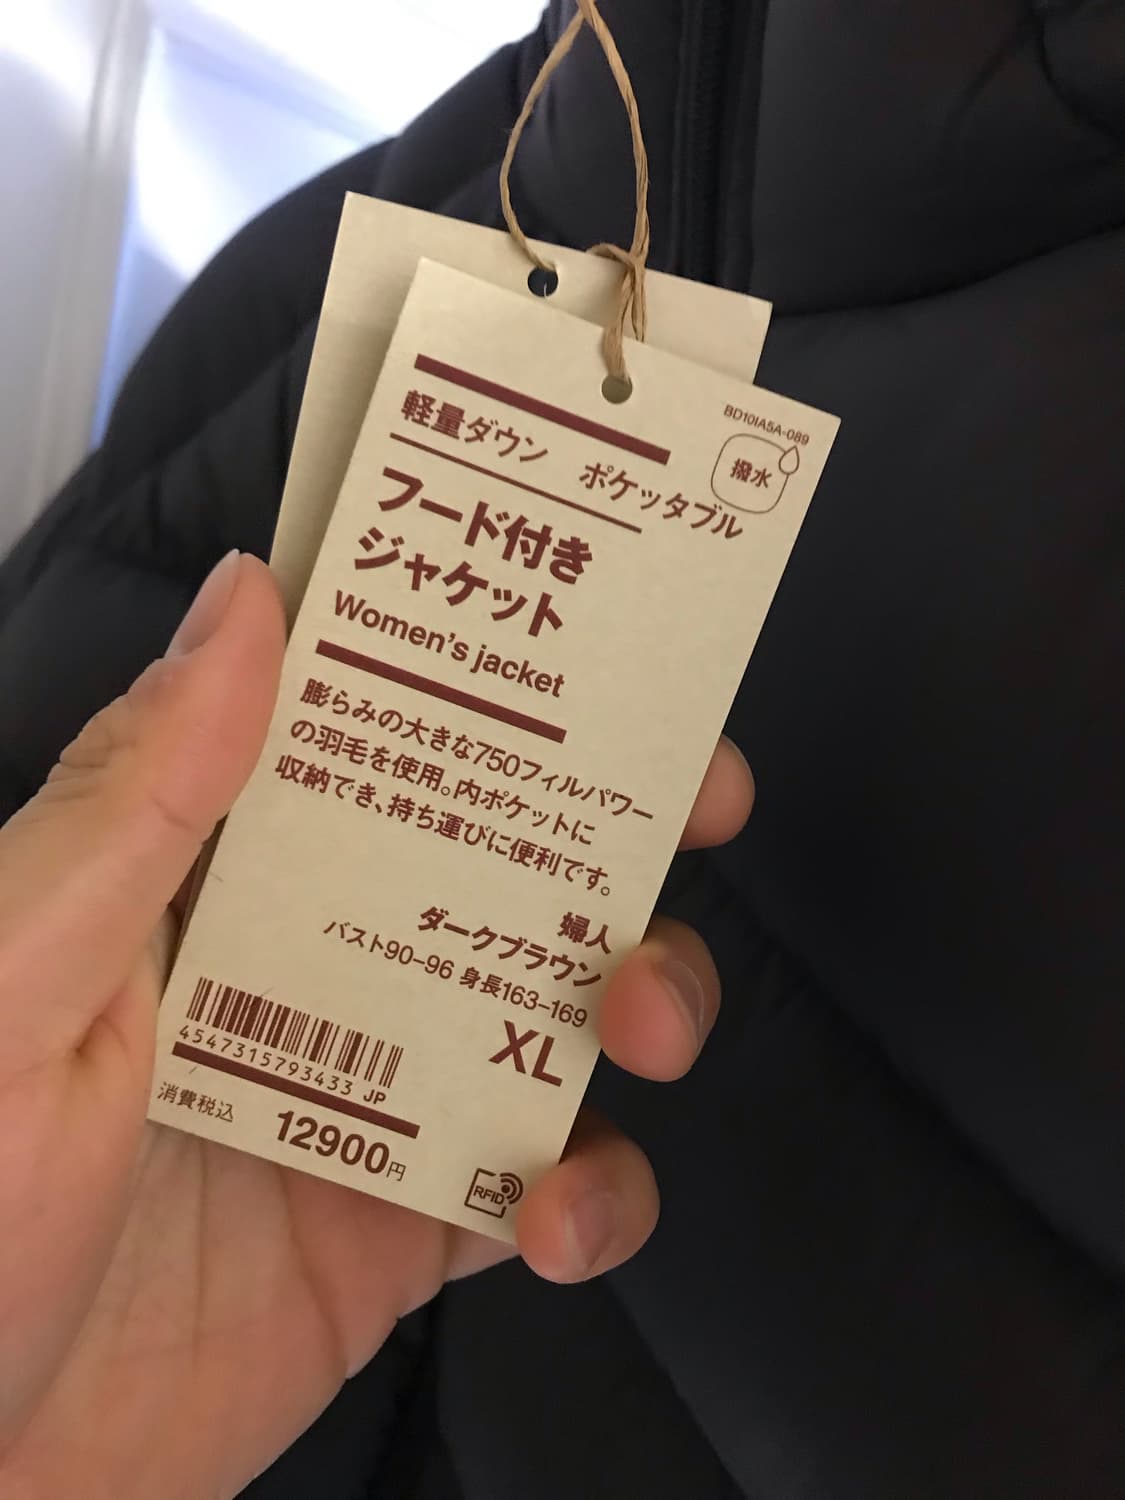 BD10IA5A-089
撥水
軽量ダウン ポケッタブル
フード付き
ジャケット
Women's jacket
膨らみの大きな750フィルパワー
の羽毛を使用。内ポケットに
収納でき、持ち運びに便利です。
婦人
ダークブラウン
バスト90-96 身長163-169
XL
4547315793433 JP
消費税込 12900円
RFID